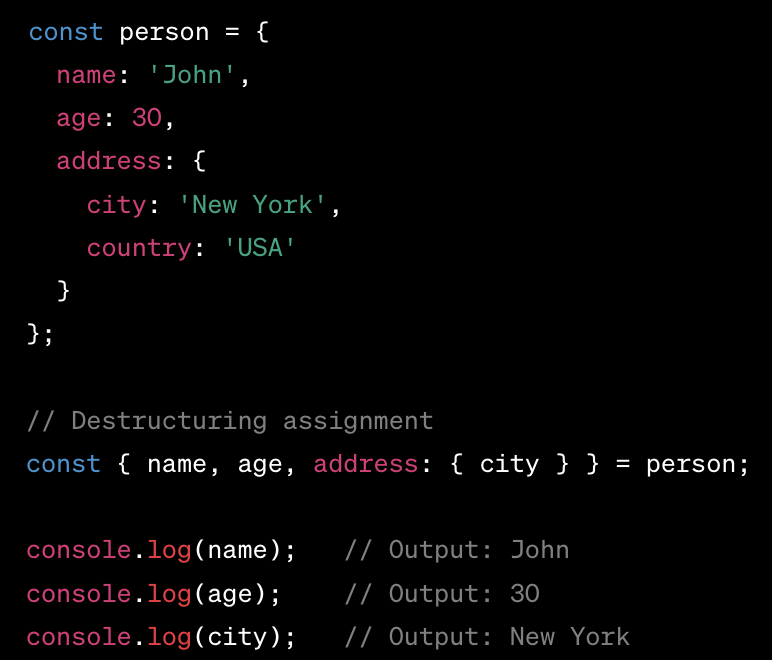 const person = {
  name: 'John',
  age: 30,
  address: {
    city: 'New York',
    country: 'USA'
  }
};

// Destructuring assignment
const { name, age, address: { city } } = person;

console.log(name);   // Output: John
console.log(age);    // Output: 30
console.log(city);   // Output: New York